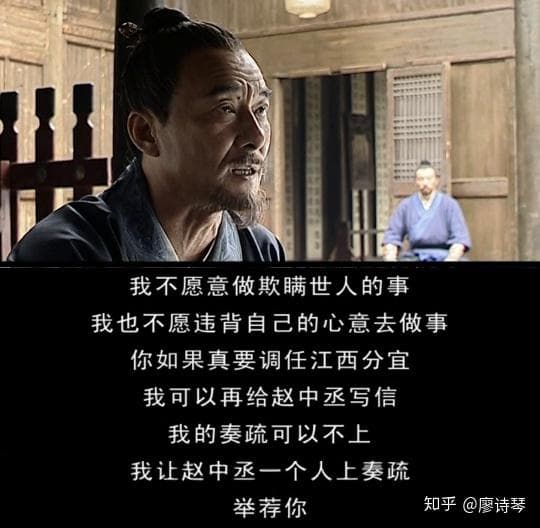 我不愿意做欺瞒世人的事
我也不愿违背自己的心意去做事
你如果真要调任江西分宜
我可以再给赵中丞写信
我的奏疏可以不上
我让赵中丞一个人上奏疏
举荐你
知乎 @廖诗琴